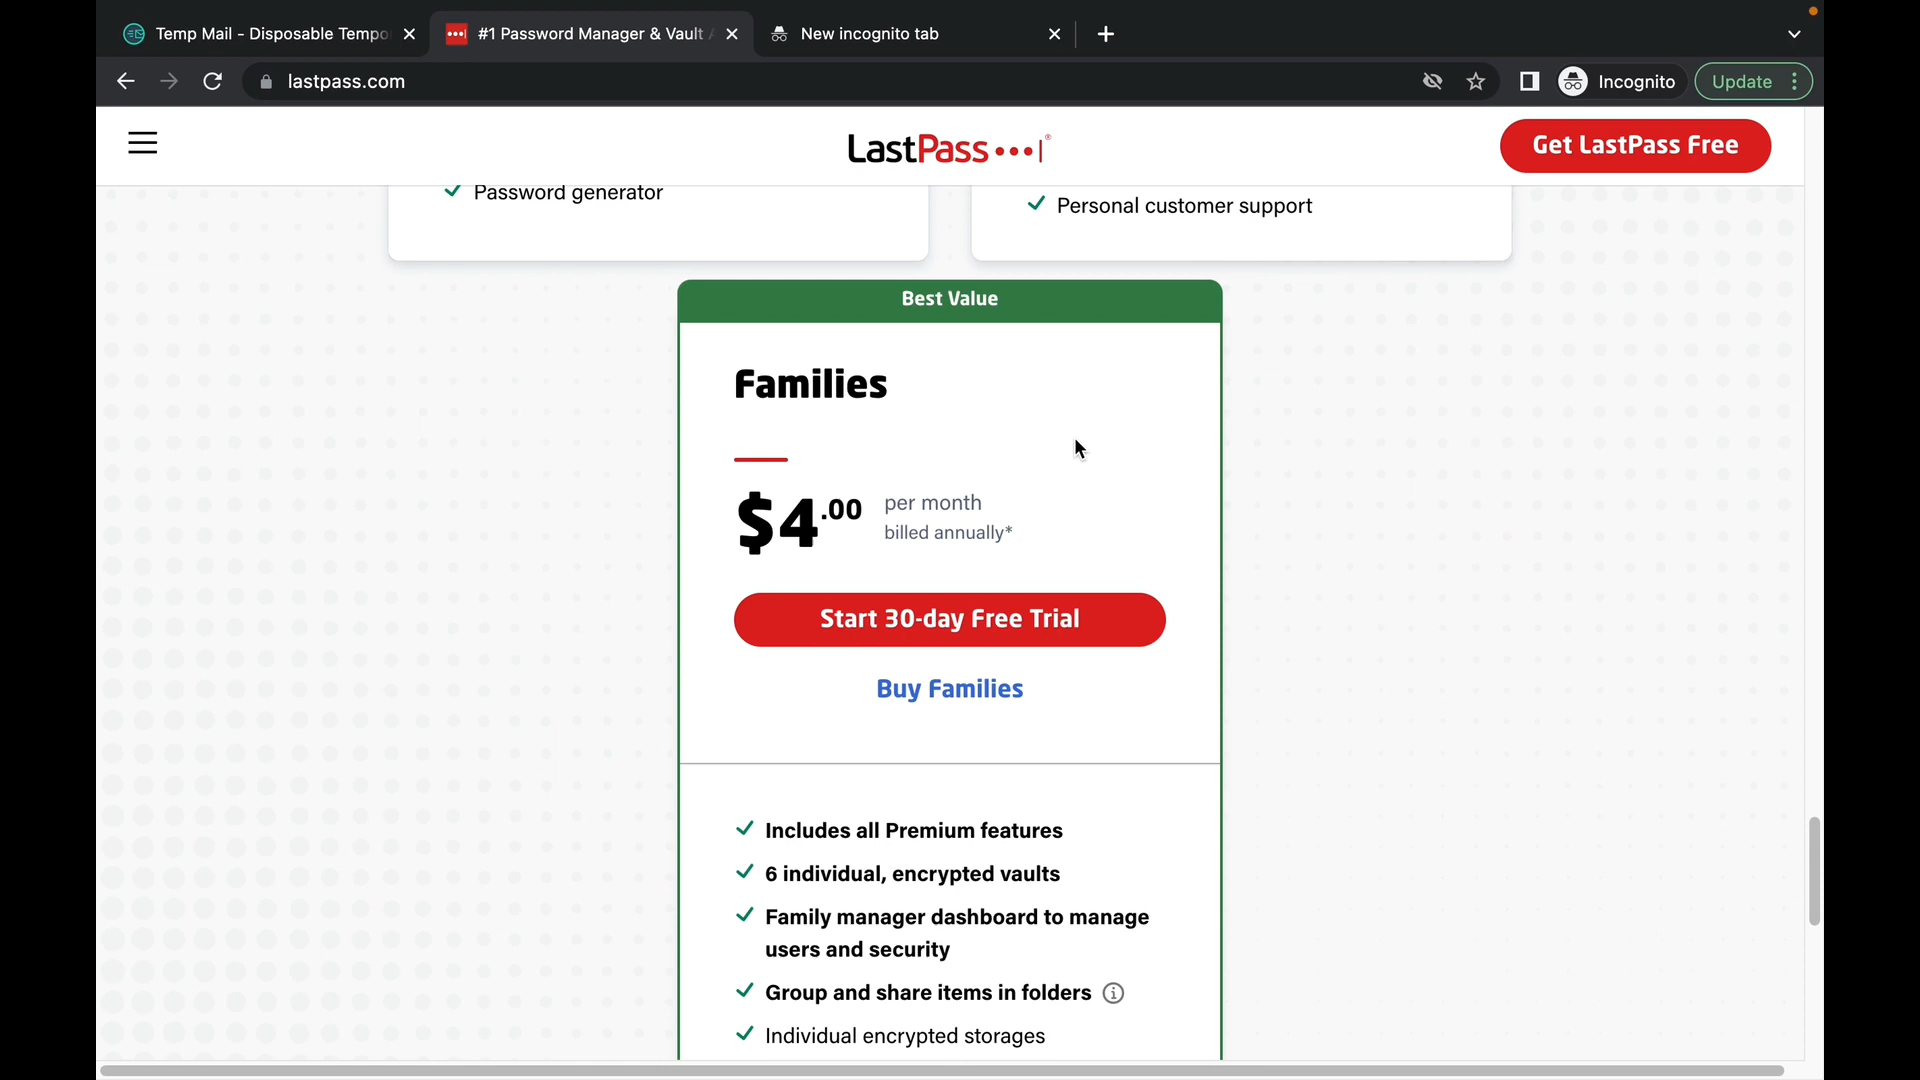 Temp Mail - Disposable Tempo
#1 Password Manager & Vault
New incognito tab
lastpass.com
Incognito
Update
LastPass
Get LastPass Free
Password generator
Personal customer support
Best Value
Families
$4.00
per month
billed annually*
Start 30-day Free Trial
Buy Families
Includes all Premium features
6 individual, encrypted vaults
Family manager dashboard to manage
users and security
Group and share items in folders
Individual encrypted storages